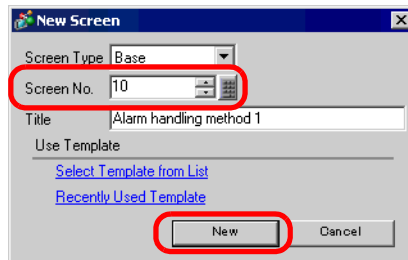 New Screen
Screen Type Base
Screen No. 10
Title Alarm handling method 1
Use Template
Select Template from List
Recently Used Template
New Cancel